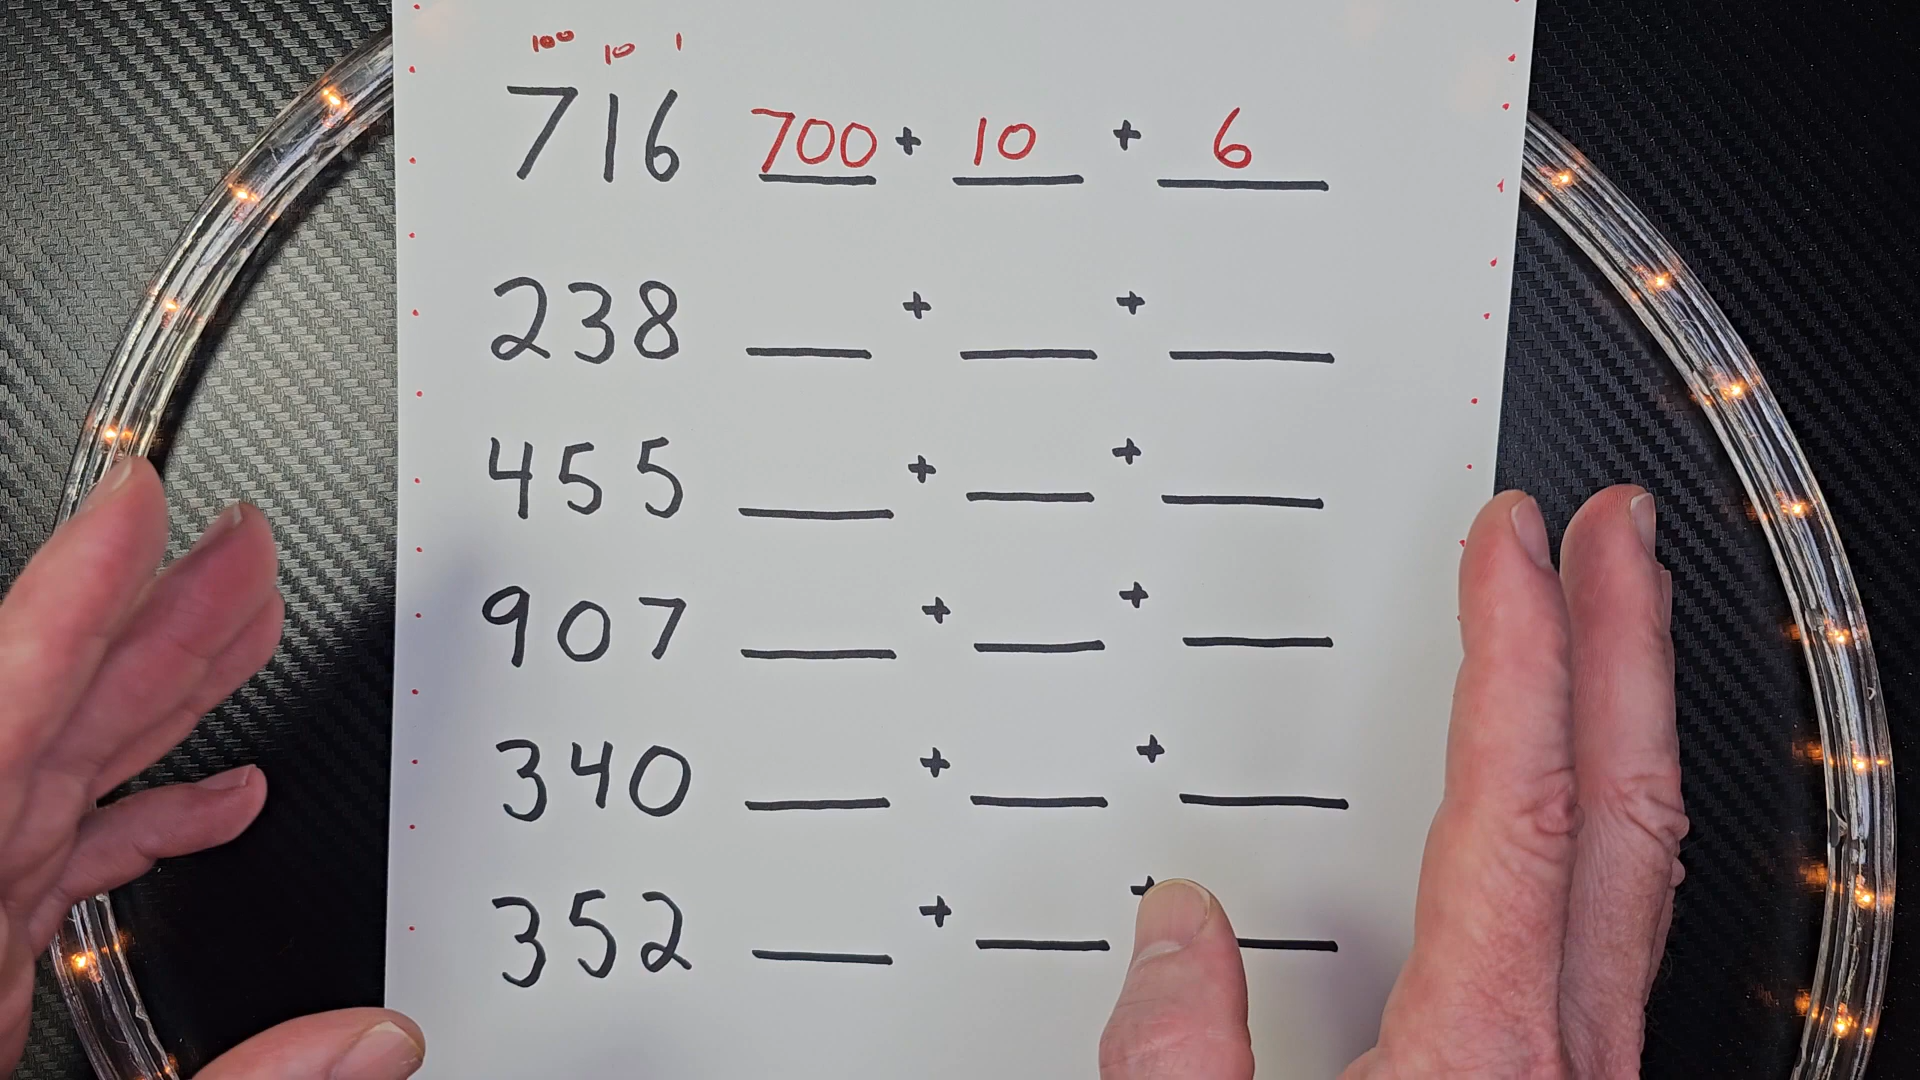 100 10 1
716 700 + 10 + 6
238 ___ + ___ + ___
455 ___ + ___ + ___
907 ___ + ___ + ___
340 ___ + ___ + ___
352 ___ + ___ + ___